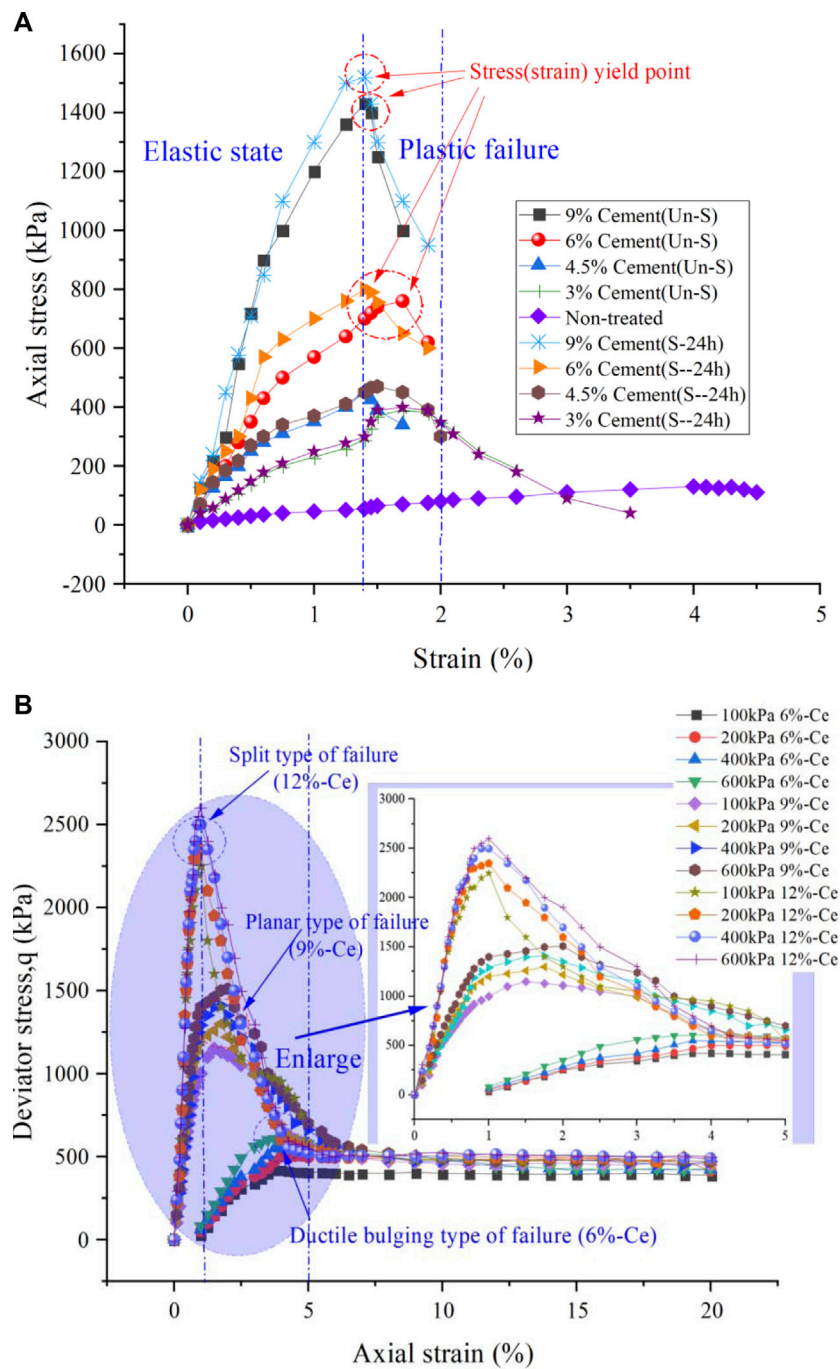 A
1600
1400
1200
1000
800
600
400
200
0
-200
Axial stress (kPa)
Stress(strain) yield point
Elastic state
Plastic failure
9% Cement(Un-S)
6% Cement(Un-S)
4.5% Cement(Un-S)
3% Cement(Un-S)
Non-treated
9% Cement(S-24h)
6% Cement(S--24h)
4.5% Cement(S--24h)
3% Cement(S--24h)
0 1 2 3 4 5
Strain (%)
B
3000
2500
2000
1500
1000
500
0
Deviator stress,q (kPa)
Split type of failure
(12%-Ce)
Planar type of failure
(9%-Ce)
Enlarge
Ductile bulging type of failure (6%-Ce)
3000
2500
2000
1500
1000
500
0
0 1 2 3 4 5
100kPa 6%-Ce
200kPa 6%-Ce
400kPa 6%-Ce
600kPa 6%-Ce
100kPa 9%-Ce
200kPa 9%-Ce
400kPa 9%-Ce
600kPa 9%-Ce
100kPa 12%-Ce
200kPa 12%-Ce
400kPa 12%-Ce
600kPa 12%-Ce
0 5 10 15 20
Axial strain (%)